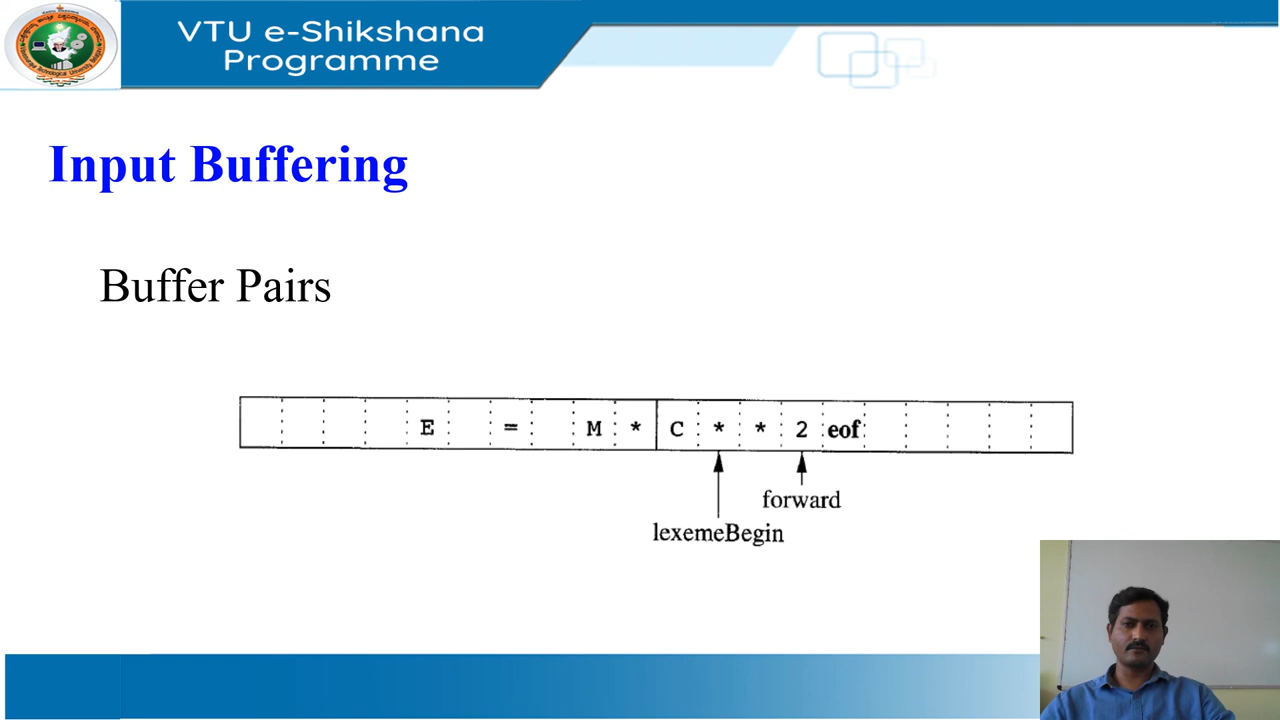 VTU e-Shikshana
Programme
Input Buffering
Buffer Pairs
E = M * C * * 2 eof
forward
lexemeBegin